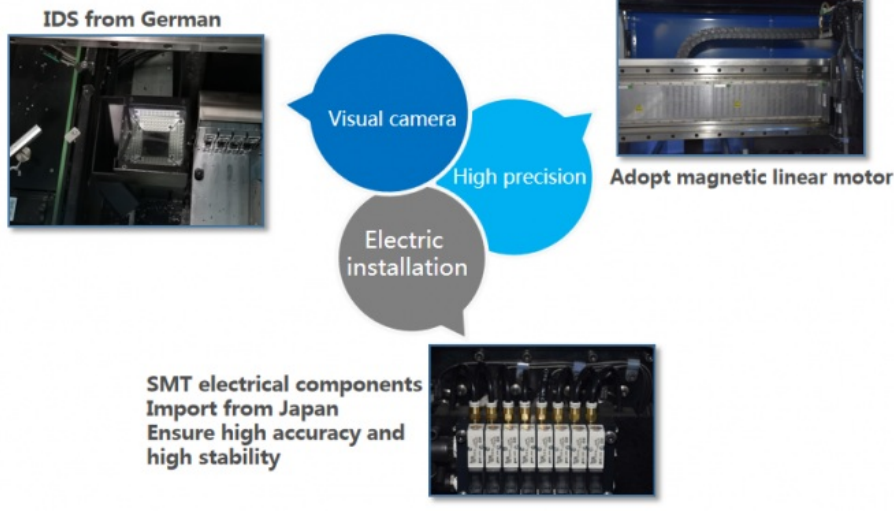 IDS from German
Visual camera
High precision
Adopt magnetic linear motor
Electric
installation
SMT electrical components
Import from Japan
Ensure high accuracy and
high stability